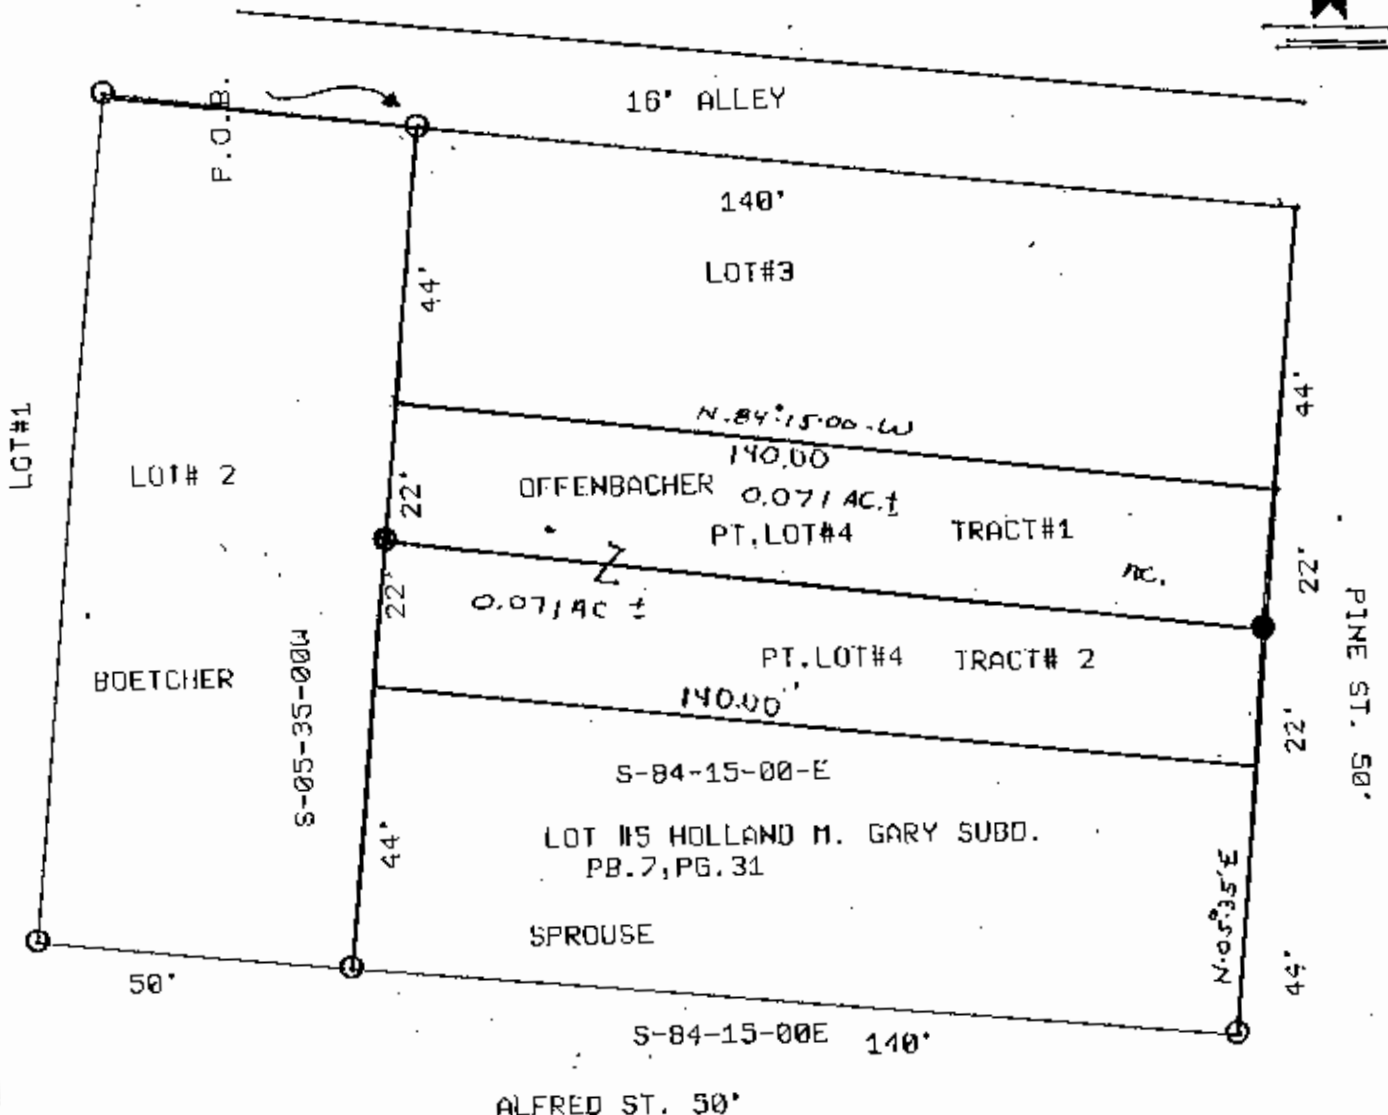 16' ALLEY
P.O.B.
140'
LOT#3
44'
44'
LOT#1
N.84°15.00.W
140.00
LOT# 2
22'
OFFENBACHER
0.071 AC.±
PT.LOT#4
TRACT#1
AC.
22'
0.071 AC ±
22'
PINE ST. 50'
BOETCHER
S-05-35-00W
PT.LOT#4
TRACT# 2
140.00'
22'
S-84-15-00-E
44'
LOT #5 HOLLAND M. GARY SUBD.
PB.7,PG.31
N.05°35'E
SPROUSE
44'
50'
S-84-15-00E
140'
ALFRED ST. 50'